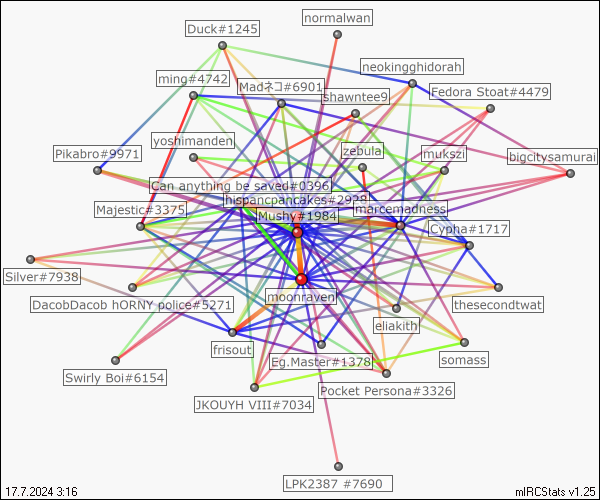 normalwan
Duck#1245
neokingghidorah
ming#4742
Madネコ#6901
Fedora Stoat#4479
shawntee9
yoshimanden
zebula
Pikabro#9971
mukszi
bigcitysamurai
Can anything be saved#0396
hispancpancakes#2929
Majestic#3375
Mushy#1984
marcemadness
Cypha#1717
Silver#7938
moonraven
DacobDacob hORNY police#5271
thesecondtwat
eliakith
frisout
Eg.Master#1378
somass
Swirly Boi#6154
Pocket Persona#3326
JKOUYH VIII#7034
LPK2387 #7690
17.7.2024 3:16
mIRCStats v1.25